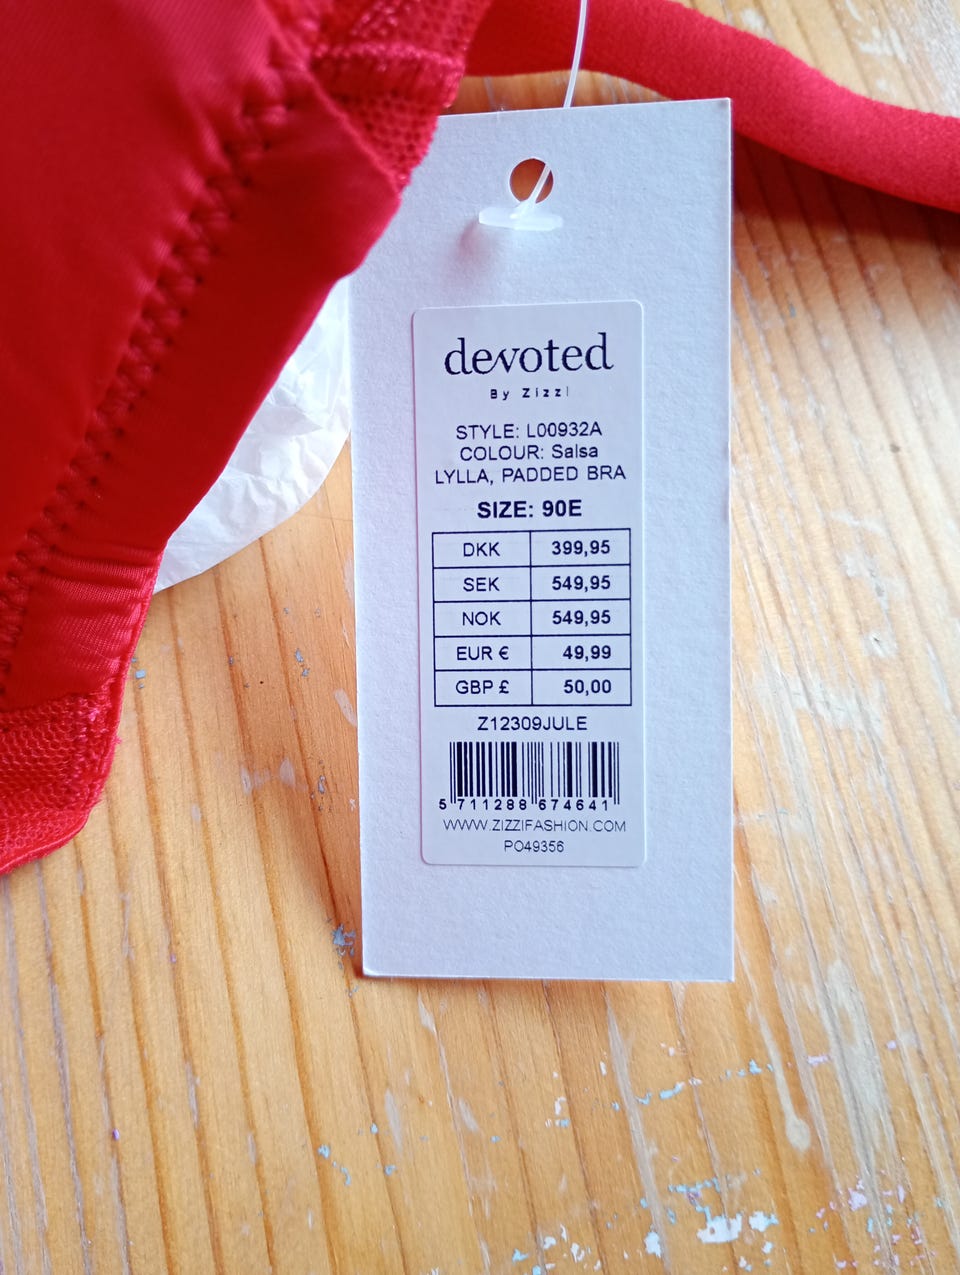 devoted
By Zizzi
STYLE: L00932A
COLOUR: Salsa
LYLLA, PADDED BRA
SIZE: 90E
DKK 399,95
SEK 549,95
NOK 549,95
EUR € 49,99
GBP £ 50,00
Z12309JULE
5 711288 674641
WWW.ZIZZIFASHION.COM
PO49356